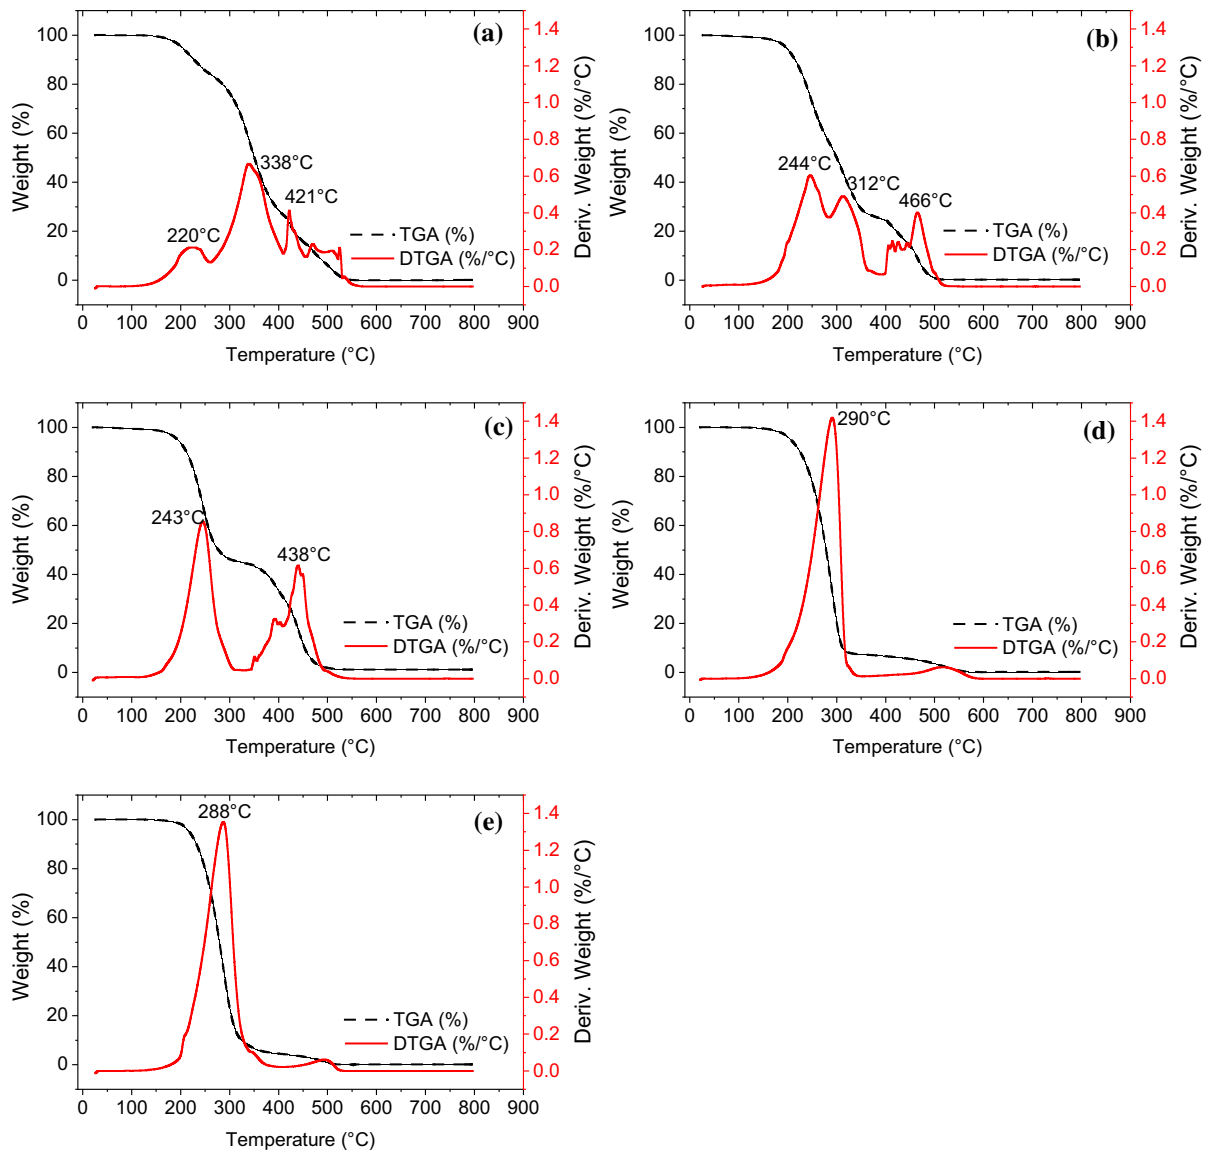 (a)
100
80
60
40
20
0
Weight (%)
1.4
1.2
1.0
0.8
0.6
0.4
0.2
0.0
Deriv. Weight (%/°C)
220°C
338°C
421°C
TGA (%)
DTGA (%/°C)
0 100 200 300 400 500 600 700 800 900
Temperature (°C)
(b)
100
80
60
40
20
0
Weight (%)
1.4
1.2
1.0
0.8
0.6
0.4
0.2
0.0
Deriv. Weight (%/°C)
244°C
312°C
466°C
TGA (%)
DTGA (%/°C)
0 100 200 300 400 500 600 700 800 900
Temperature (°C)
(c)
100
80
60
40
20
0
Weight (%)
1.4
1.2
1.0
0.8
0.6
0.4
0.2
0.0
Deriv. Weight (%/°C)
243°C
438°C
TGA (%)
DTGA (%/°C)
0 100 200 300 400 500 600 700 800 900
Temperature (°C)
(d)
100
80
60
40
20
0
Weight (%)
1.4
1.2
1.0
0.8
0.6
0.4
0.2
0.0
Deriv. Weight (%/°C)
290°C
TGA (%)
DTGA (%/°C)
0 100 200 300 400 500 600 700 800 900
Temperature (°C)
(e)
100
80
60
40
20
0
Weight (%)
1.4
1.2
1.0
0.8
0.6
0.4
0.2
0.0
Deriv. Weight (%/°C)
288°C
TGA (%)
DTGA (%/°C)
0 100 200 300 400 500 600 700 800 900
Temperature (°C)